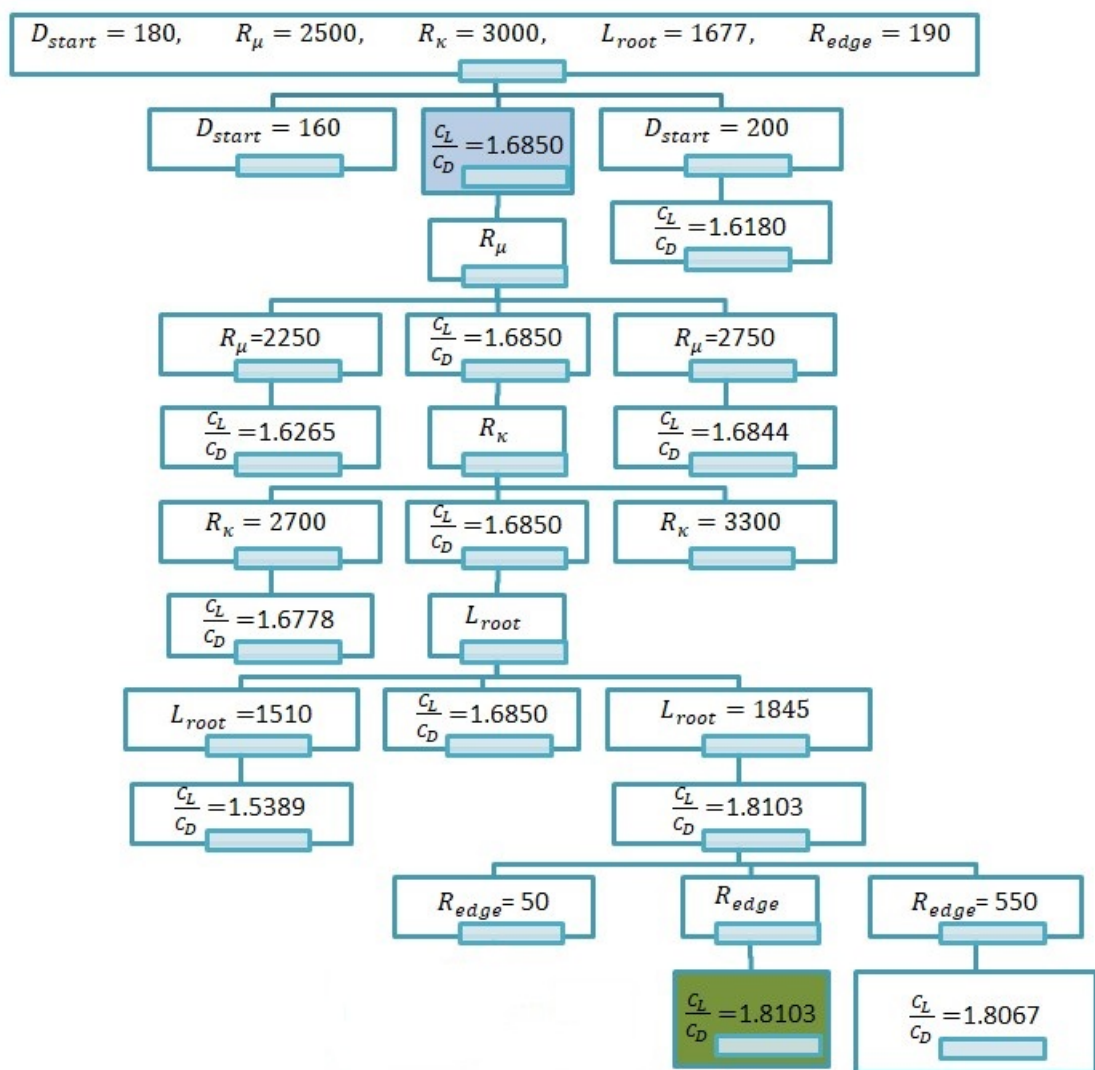 D_start = 180, R_μ = 2500, R_κ = 3000, L_root = 1677, R_edge = 190
D_start = 160
C_L/C_D =1.6850
D_start = 200
C_L/C_D =1.6180
R_μ
R_μ=2250
C_L/C_D =1.6850
R_μ=2750
C_L/C_D =1.6265
R_κ
C_L/C_D =1.6844
R_κ = 2700
C_L/C_D =1.6850
R_κ = 3300
C_L/C_D =1.6778
L_root
L_root =1510
C_L/C_D =1.6850
L_root = 1845
C_L/C_D =1.5389
C_L/C_D =1.8103
R_edge= 50
R_edge
R_edge= 550
C_L/C_D =1.8103
C_L/C_D =1.8067